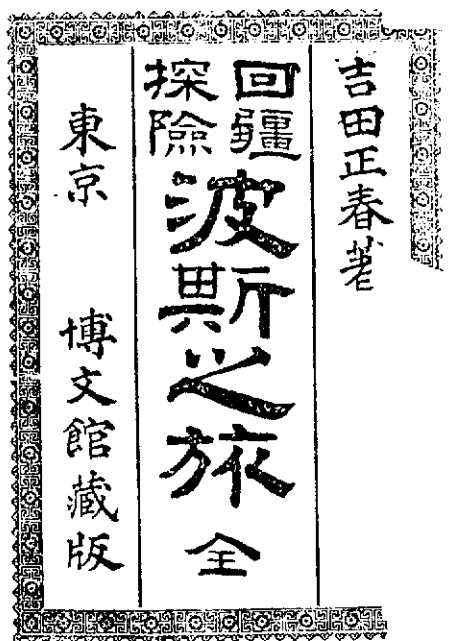 吉田正春著
回疆
探險
波斯之旅 全
東京 博文館藏版